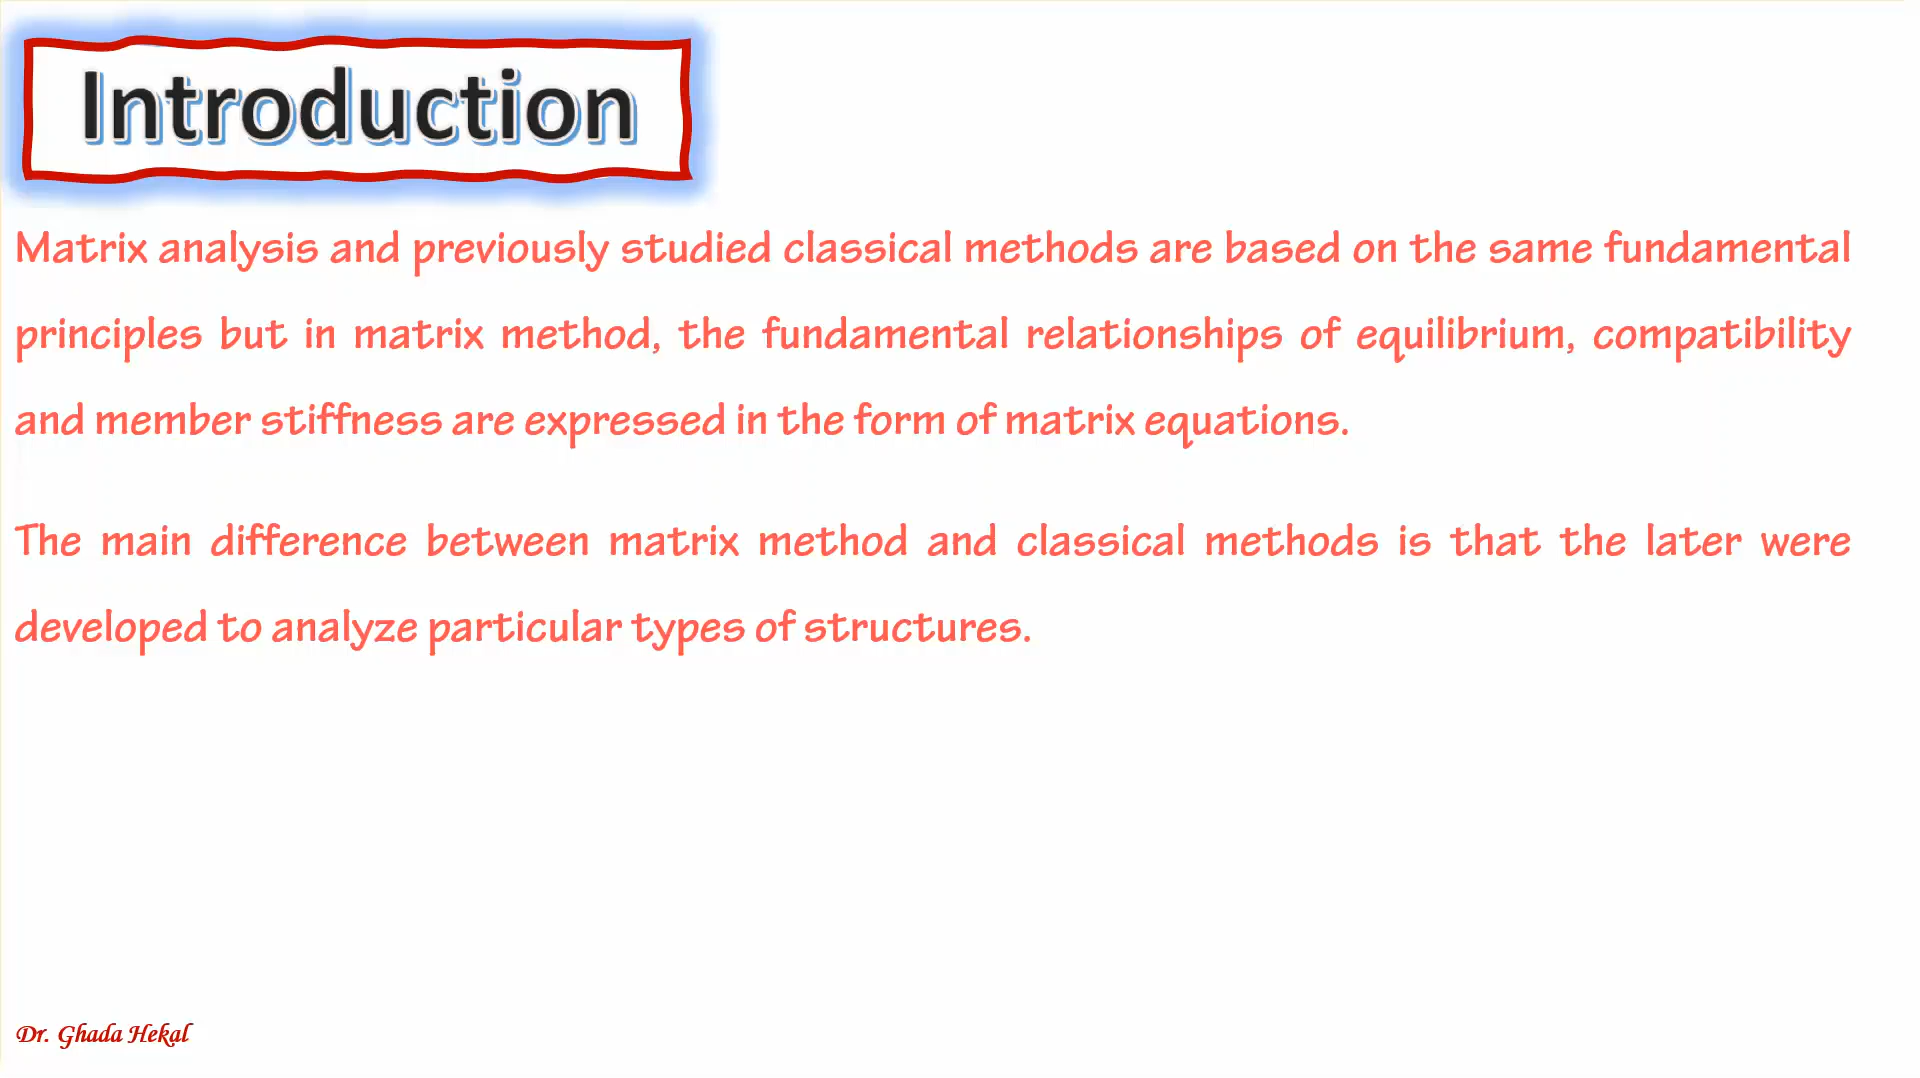 Introduction
Matrix analysis and previously studied classical methods are based on the same fundamental
principles but in matrix method, the fundamental relationships of equilibrium, compatibility
and member stiffness are expressed in the form of matrix equations.
The main difference between matrix method and classical methods is that the later were
developed to analyze particular types of structures.
Dr. Ghada Hekal